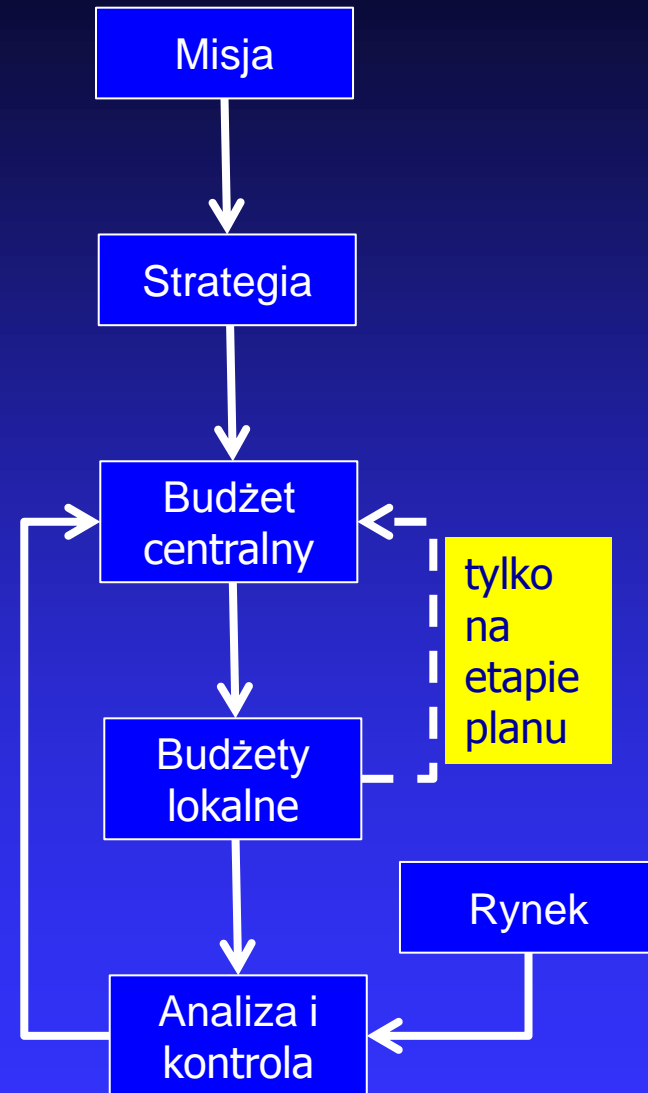 Misja
Strategia
Budżet
centralny
tylko
na
etapie
planu
Budżety
lokalne
Rynek
Analiza i
kontrola